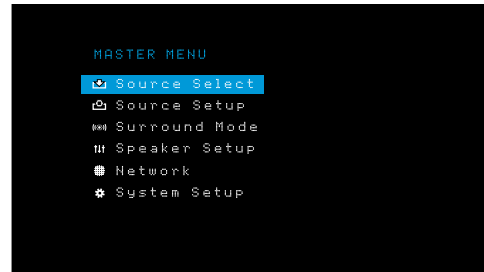 MASTER MENU
Source Select
Source Setup
Surround Mode
Speaker Setup
Network
System Setup